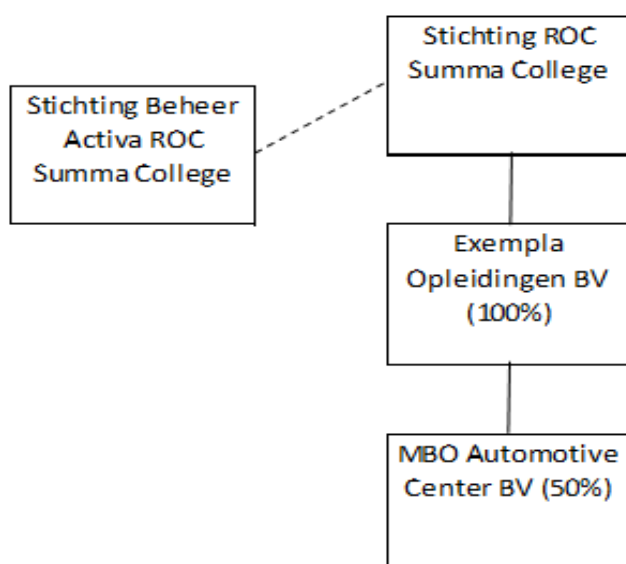 Stichting ROC
Summa College
Stichting Beheer
Activa ROC
Summa College
Exempla
Opleidingen BV
(100%)
MBO Automotive
Center BV (50%)